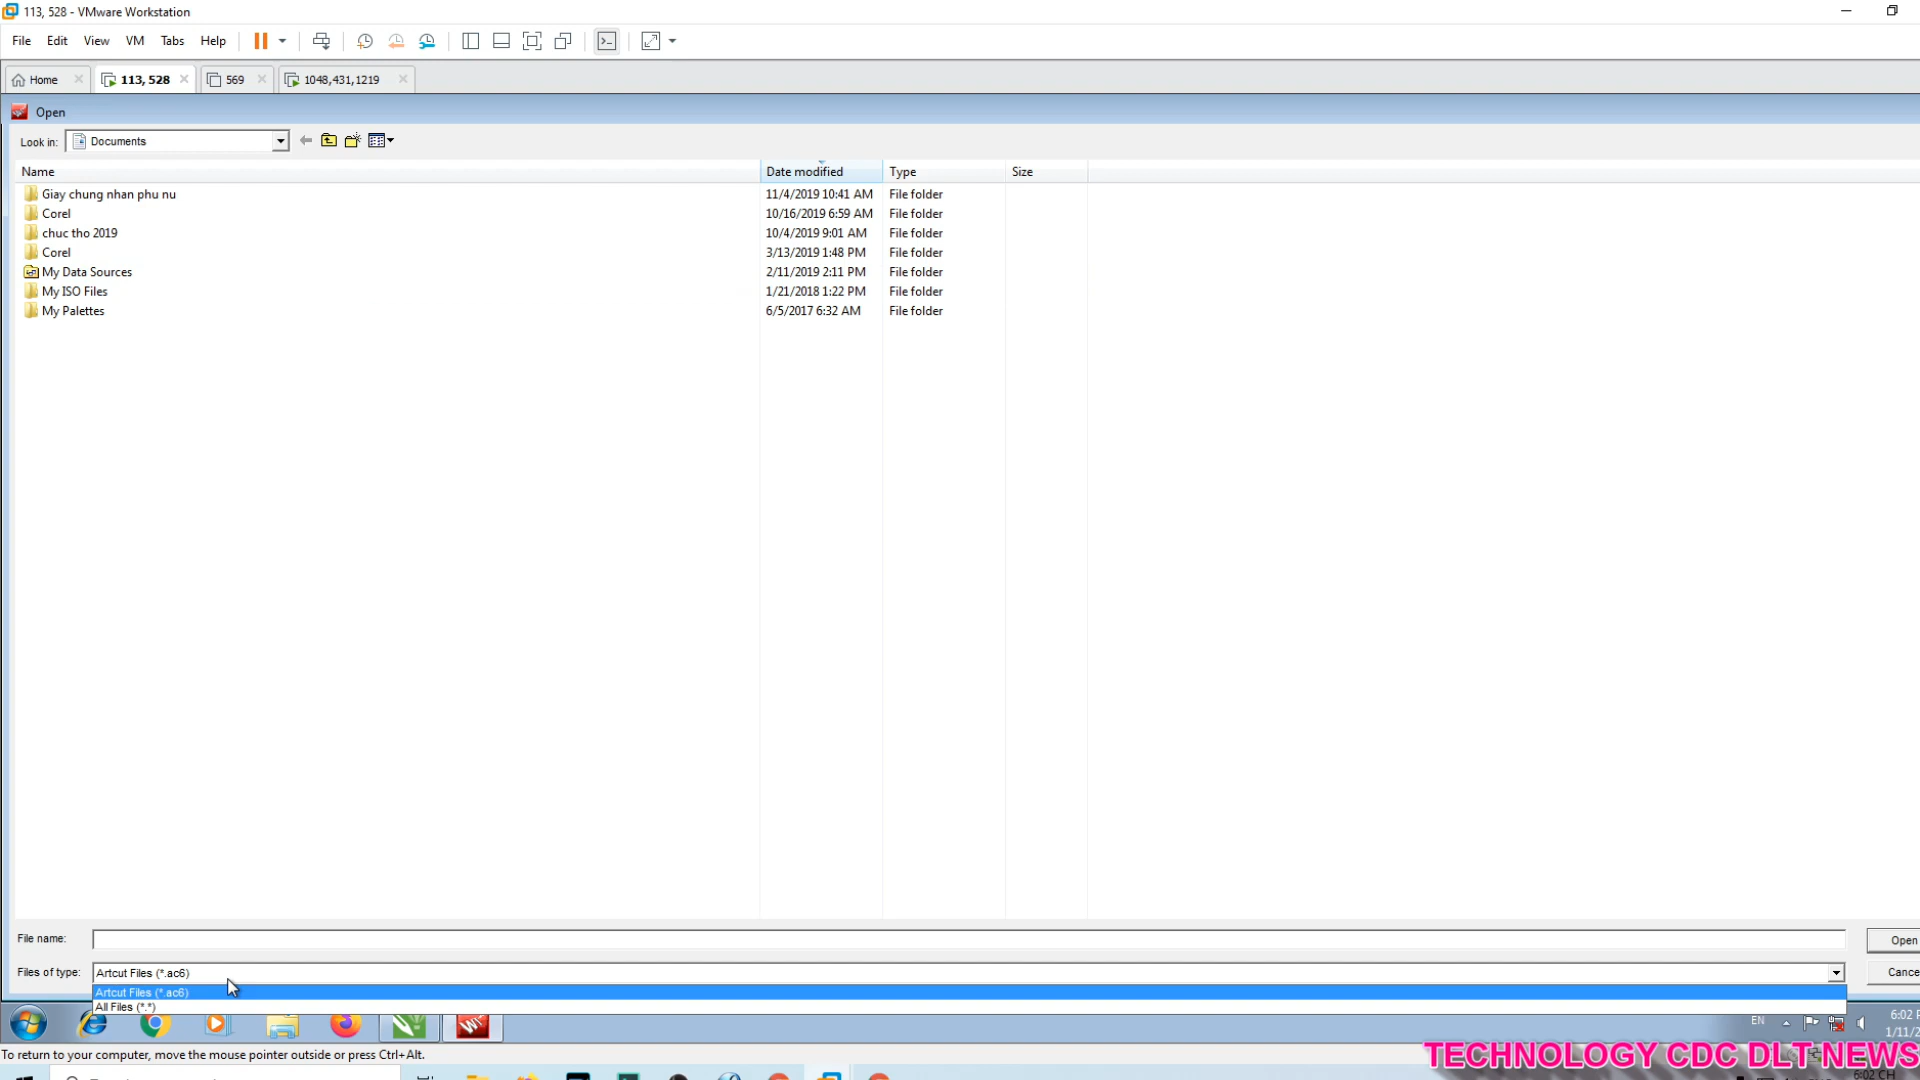 113, 528 - VMware Workstation
File Edit View VM Tabs Help
Home 113, 528 569 1048,431,1219
Open
Look in: Documents
Name Date modified Type Size
Giay chung nhan phu nu 11/4/2019 10:41 AM File folder
Corel 10/16/2019 6:59 AM File folder
chuc tho 2019 10/4/2019 9:01 AM File folder
Corel 3/13/2019 1:48 PM File folder
My Data Sources 2/11/2019 2:11 PM File folder
My ISO Files 1/21/2018 1:22 PM File folder
My Palettes 6/5/2017 6:32 AM File folder
File name: Open
Files of type: Artcut Files (*.ac6) Cance
Artcut Files (*.ac6)
All Files (*.*)
EN 6:02 P
1/11/2
To return to your computer, move the mouse pointer outside or press Ctrl+Alt.
TECHNOLOGY CDC DLT NEWS
6:02 CH